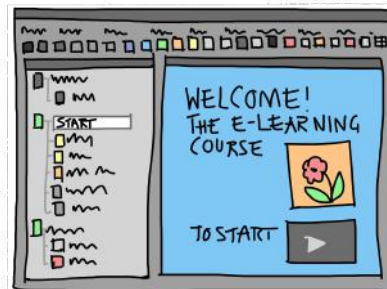 START
WELCOME!
THE E-LEARNING
COURSE
TO START